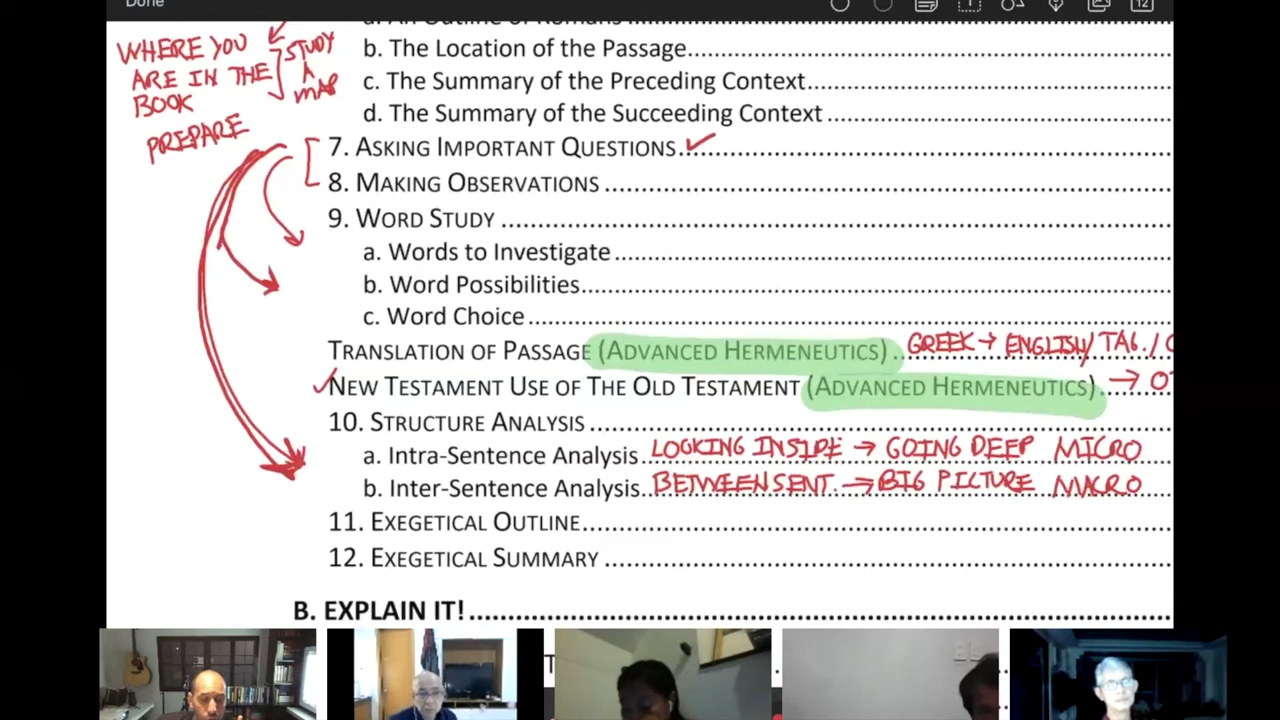 Done
12
WHERE YOU
ARE IN THE
BOOK
STUDY
A
MAP
PREPARE
b. The Location of the Passage
c. The Summary of the Preceding Context
d. The Summary of the Succeeding Context
7. ASKING IMPORTANT QUESTIONS
8. MAKING OBSERVATIONS
9. WORD STUDY
a. Words to Investigate
b. Word Possibilities
c. Word Choice
TRANSLATION OF PASSAGE (ADVANCED HERMENEUTICS) GREEK → ENGLISH/TAG./
NEW TESTAMENT USE OF THE OLD TESTAMENT (ADVANCED HERMENEUTICS) →
10. STRUCTURE ANALYSIS
a. Intra-Sentence Analysis LOOKING INSIDE → GOING DEEP MICRO
b. Inter-Sentence Analysis BETWEEN SENT. → BIG PICTURE MACRO
11. EXEGETICAL OUTLINE
12. EXEGETICAL SUMMARY
B. EXPLAIN IT!